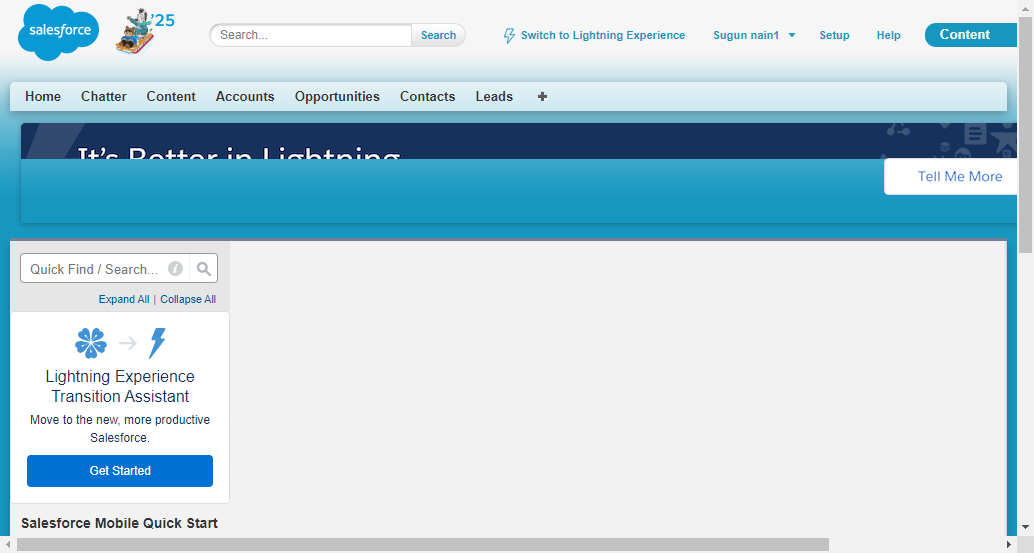 salesforce
'25
Search...
Search
Switch to Lightning Experience
Sugun nain1
Setup
Help
Content
Home
Chatter
Content
Accounts
Opportunities
Contacts
Leads
It's Better in Lightning
Tell Me More
Quick Find / Search...
Expand All | Collapse All
Lightning Experience
Transition Assistant
Move to the new, more productive
Salesforce.
Get Started
Salesforce Mobile Quick Start